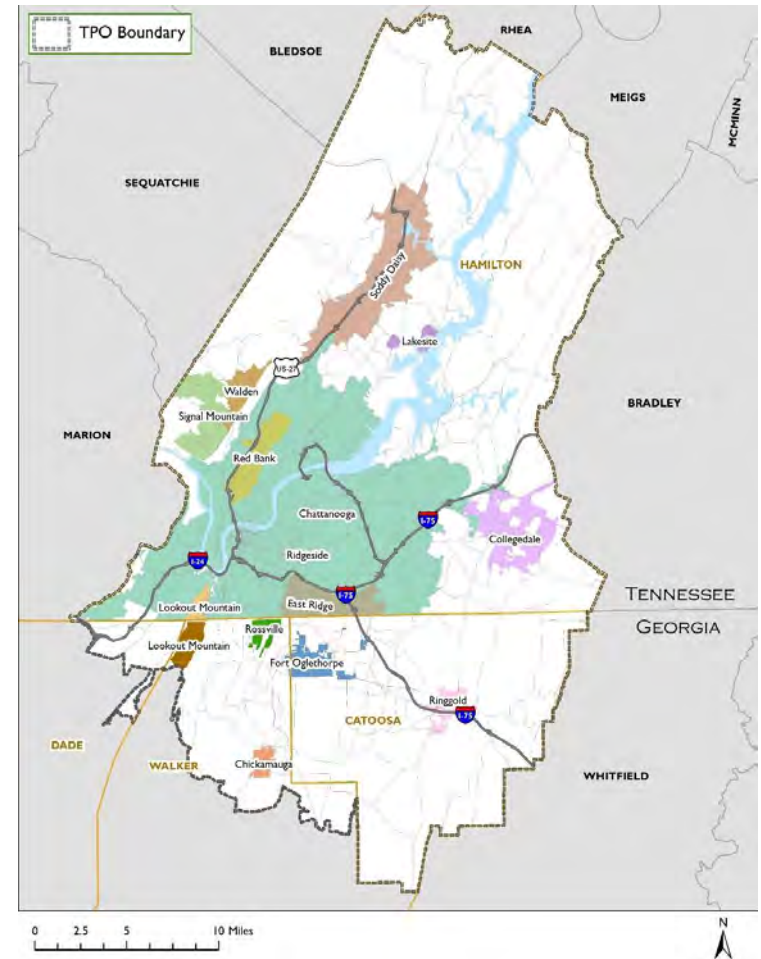 TPO Boundary
RHEA
BLEDSOE
MEIGS
MCMINN
SEQUATCHIE
HAMILTON
Soddy Daisy
Lakesite
US-27
Walden
Signal Mountain
BRADLEY
MARION
Red Bank
Chattanooga
I-75
Collegedale
Ridgeside
I-24
I-75
TENNESSEE
East Ridge
Lookout Mountain
GEORGIA
Rossville
Lookout Mountain
Fort Oglethorpe
Ringgold
I-75
CATOOSA
DADE
WALKER
Chickamauga
WHITFIELD
N
0 2.5 5 10 Miles